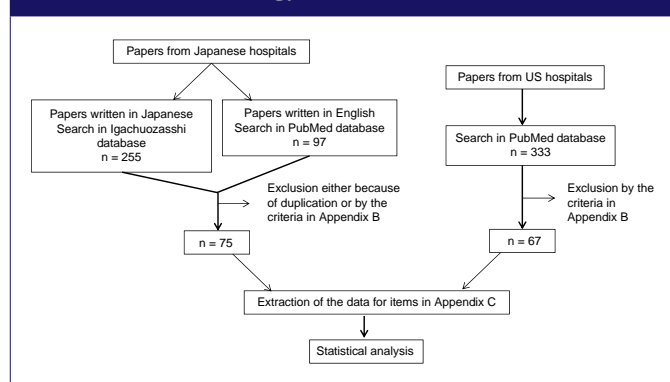 Papers from Japanese hospitals
Papers written in Japanese
Search in Igachuozasshi
database
n = 255
Papers written in English
Search in PubMed database
n = 97
Exclusion either because
of duplication or by the
criteria in Appendix B
n = 75
Papers from US hospitals
Search in PubMed database
n = 333
Exclusion by the
criteria in
Appendix B
n = 67
Extraction of the data for items in Appendix C
Statistical analysis